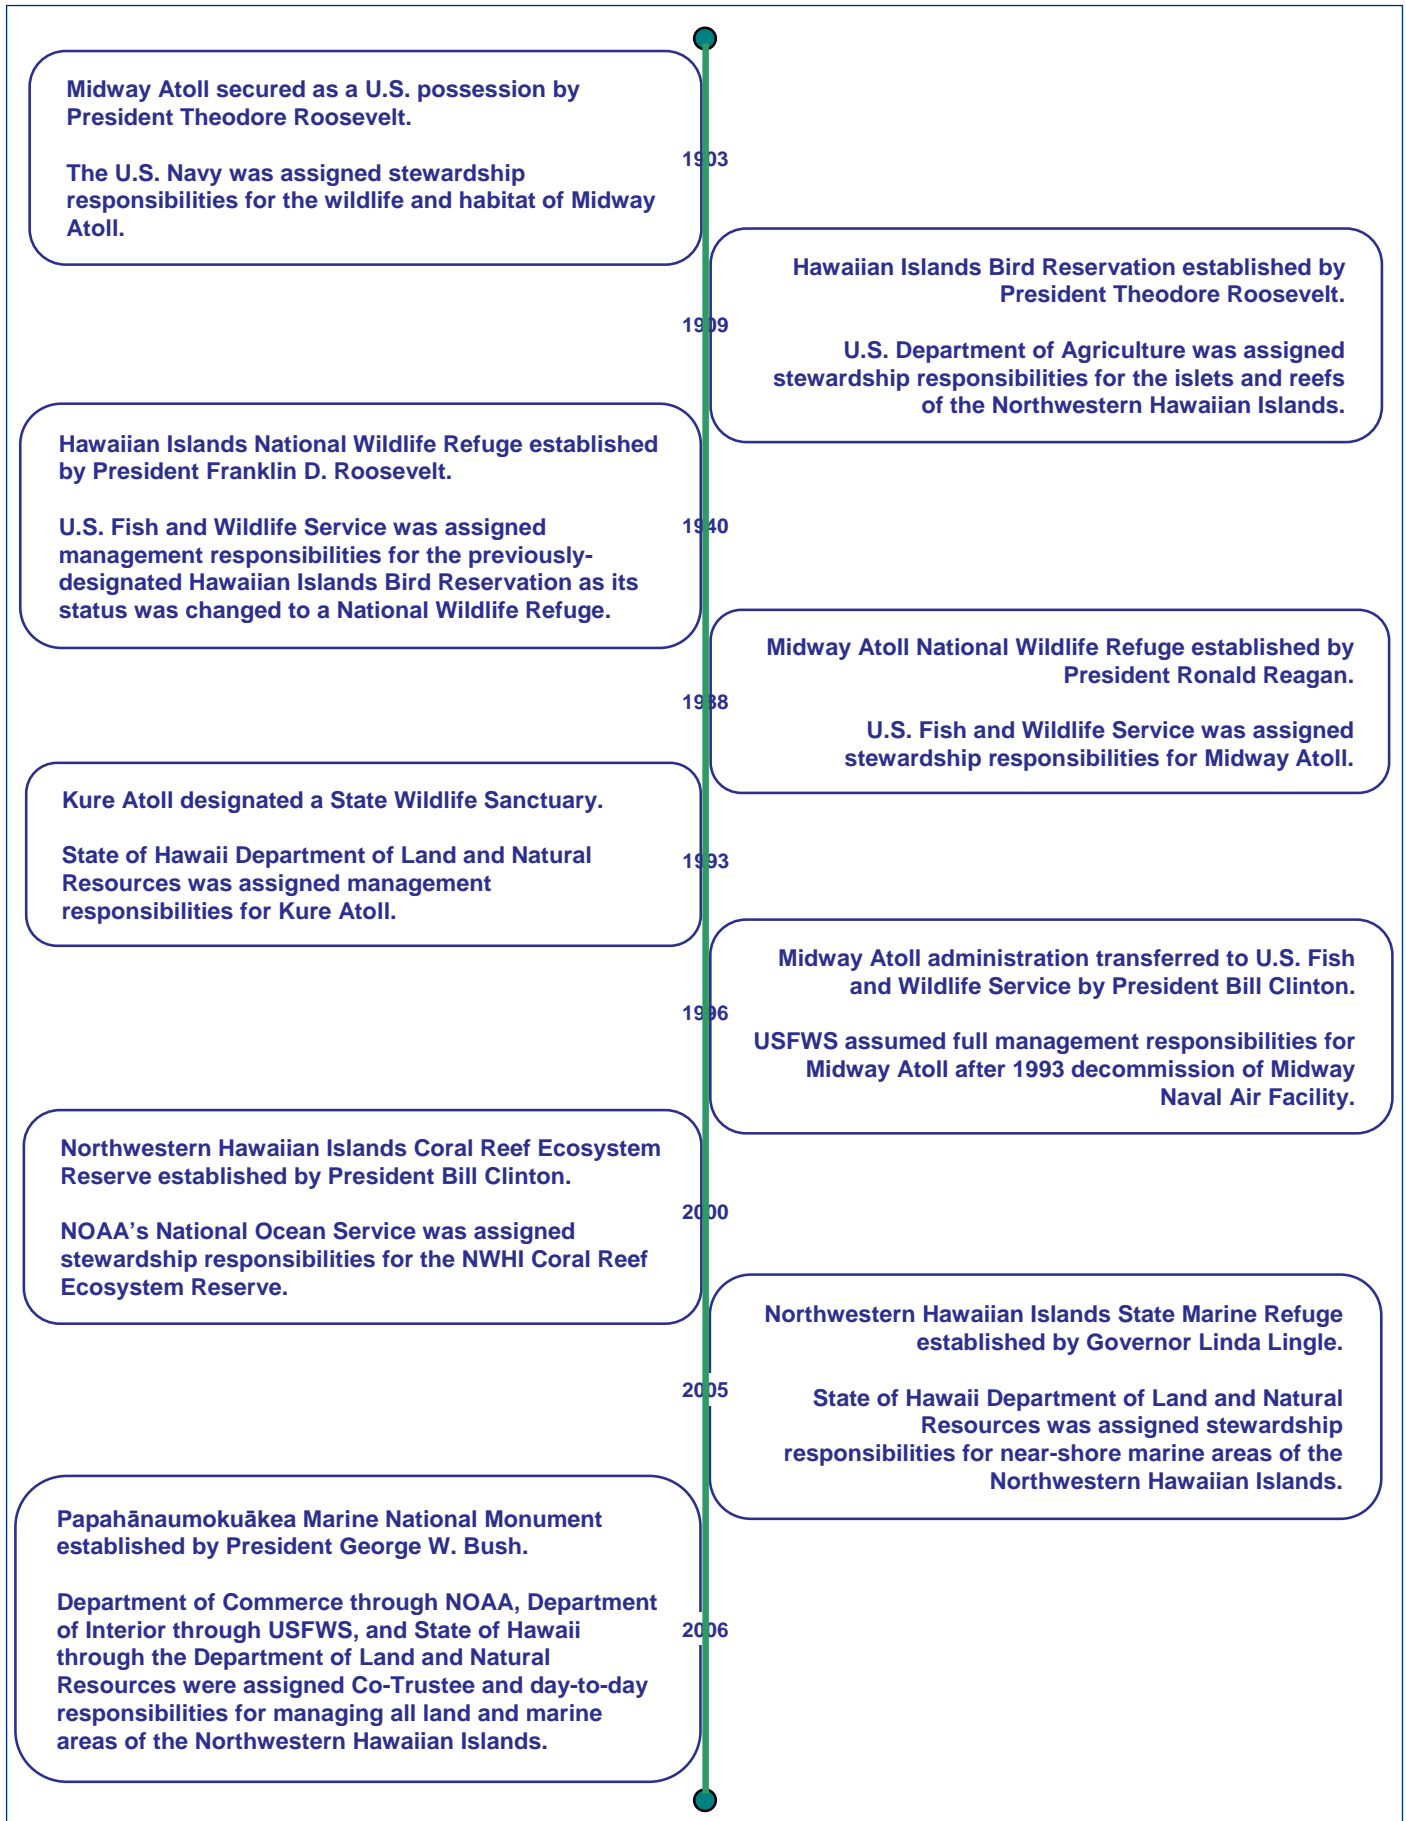 Midway Atoll secured as a U.S. possession by
President Theodore Roosevelt.
The U.S. Navy was assigned stewardship
responsibilities for the wildlife and habitat of Midway
Atoll.
1903
Hawaiian Islands Bird Reservation established by
President Theodore Roosevelt.
U.S. Department of Agriculture was assigned
stewardship responsibilities for the islets and reefs
of the Northwestern Hawaiian Islands.
1909
Hawaiian Islands National Wildlife Refuge established
by President Franklin D. Roosevelt.
U.S. Fish and Wildlife Service was assigned
management responsibilities for the previously-
designated Hawaiian Islands Bird Reservation as its
status was changed to a National Wildlife Refuge.
1940
Midway Atoll National Wildlife Refuge established by
President Ronald Reagan.
U.S. Fish and Wildlife Service was assigned
stewardship responsibilities for Midway Atoll.
1988
Kure Atoll designated a State Wildlife Sanctuary.
State of Hawaii Department of Land and Natural
Resources was assigned management
responsibilities for Kure Atoll.
1993
Midway Atoll administration transferred to U.S. Fish
and Wildlife Service by President Bill Clinton.
USFWS assumed full management responsibilities for
Midway Atoll after 1993 decommission of Midway
Naval Air Facility.
1996
Northwestern Hawaiian Islands Coral Reef Ecosystem
Reserve established by President Bill Clinton.
NOAA’s National Ocean Service was assigned
stewardship responsibilities for the NWHI Coral Reef
Ecosystem Reserve.
2000
Northwestern Hawaiian Islands State Marine Refuge
established by Governor Linda Lingle.
State of Hawaii Department of Land and Natural
Resources was assigned stewardship
responsibilities for near-shore marine areas of the
Northwestern Hawaiian Islands.
2005
Papahānaumokuākea Marine National Monument
established by President George W. Bush.
Department of Commerce through NOAA, Department
of Interior through USFWS, and State of Hawaii
through the Department of Land and Natural
Resources were assigned Co-Trustee and day-to-day
responsibilities for managing all land and marine
areas of the Northwestern Hawaiian Islands.
2006